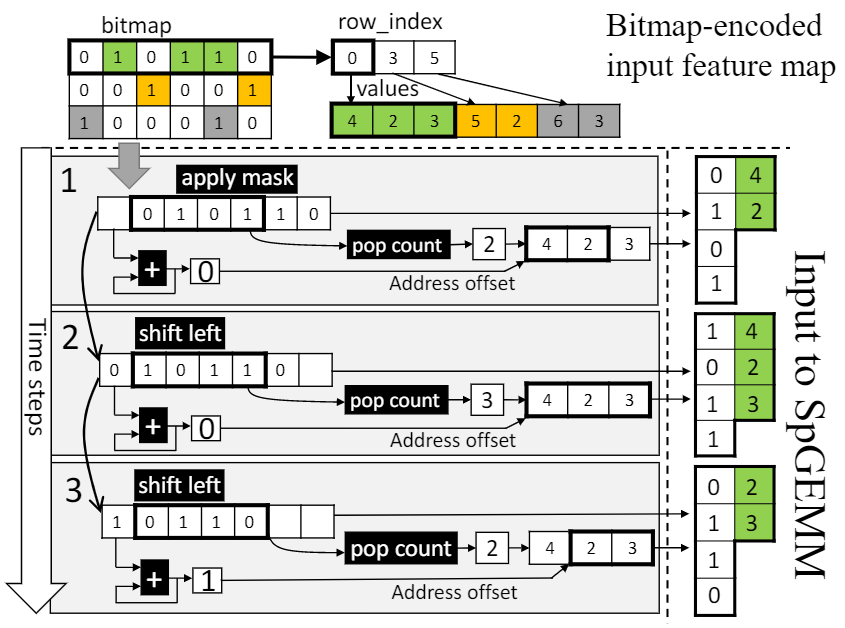 bitmap
row_index
Bitmap-encoded
input feature map
0 1 0 1 1 0
0 3 5
0 0 1 0 0 1
values
1 0 0 0 1 0
4 2 3 5 2 6 3
1
apply mask
0 1 0 1 1 0
pop count
2
4 2 3
+
0
Address offset
0 4
1 2
0
1
2
shift left
0 1 0 1 1 0
pop count
3
4 2 3
+
0
Address offset
1 4
0 2
1 3
1
3
shift left
1 0 1 1 0
pop count
2
4 2 3
+
1
Address offset
0 2
1 3
1
0
Time steps
Input to SpGEMM